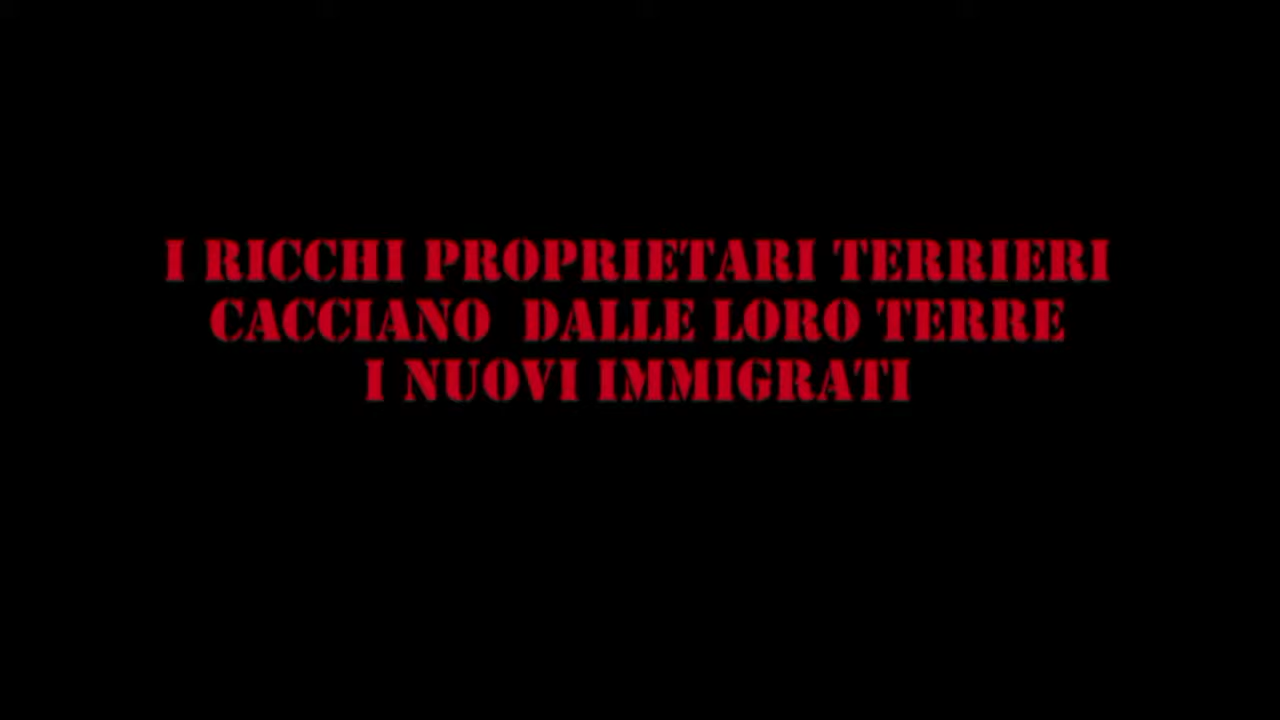 I RICCHI PROPRIETARI TERRIERI
CACCIANO DALLE LORO TERRE
I NUOVI IMMIGRATI